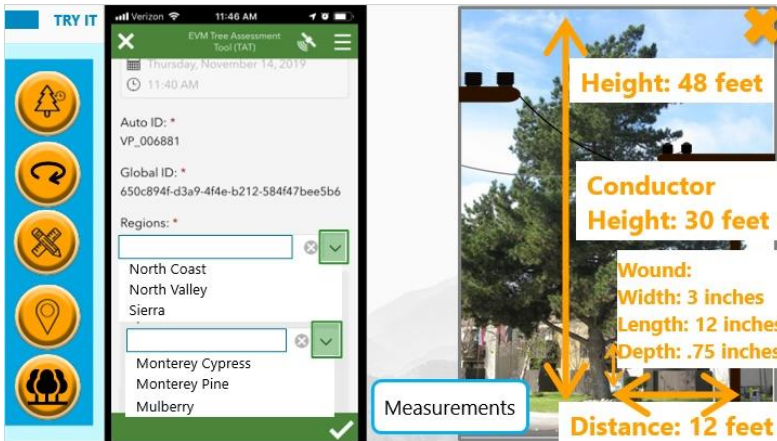 TRY IT
Verizon 11:46 AM
EVM Tree Assessment
Tool (TAT)
Thursday, November 14, 2019
11:40 AM
Auto ID: *
VP_006881
Global ID: *
650c894f-d3a9-4f4e-b212-584f47bee5b6
Regions: *
North Coast
North Valley
Sierra
Monterey Cypress
Monterey Pine
Mulberry
Measurements
Height: 48 feet
Conductor
Height: 30 feet
Wound:
Width: 3 inches
Length: 12 inches
Depth: .75 inches
Distance: 12 feet